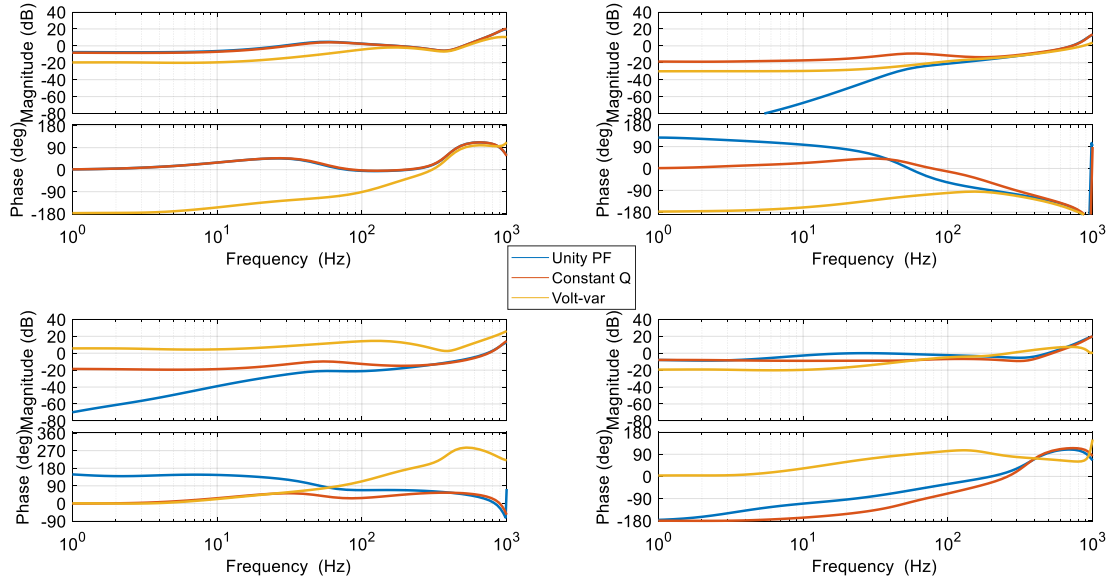 40
20
0
-20
-40
-60
-80
Magnitude (dB)
180
90
0
-90
-180
Phase (deg)
10^0 10^1 10^2 10^3
Frequency (Hz)
40
20
0
-20
-40
-60
-80
Magnitude (dB)
180
90
0
-90
-180
Phase (deg)
10^0 10^1 10^2 10^3
Frequency (Hz)
Unity PF
Constant Q
Volt-var
40
20
0
-20
-40
-60
-80
Magnitude (dB)
360
270
180
90
0
-90
Phase (deg)
10^0 10^1 10^2 10^3
Frequency (Hz)
40
20
0
-20
-40
-60
-80
Magnitude (dB)
180
90
0
-90
-180
Phase (deg)
10^0 10^1 10^2 10^3
Frequency (Hz)